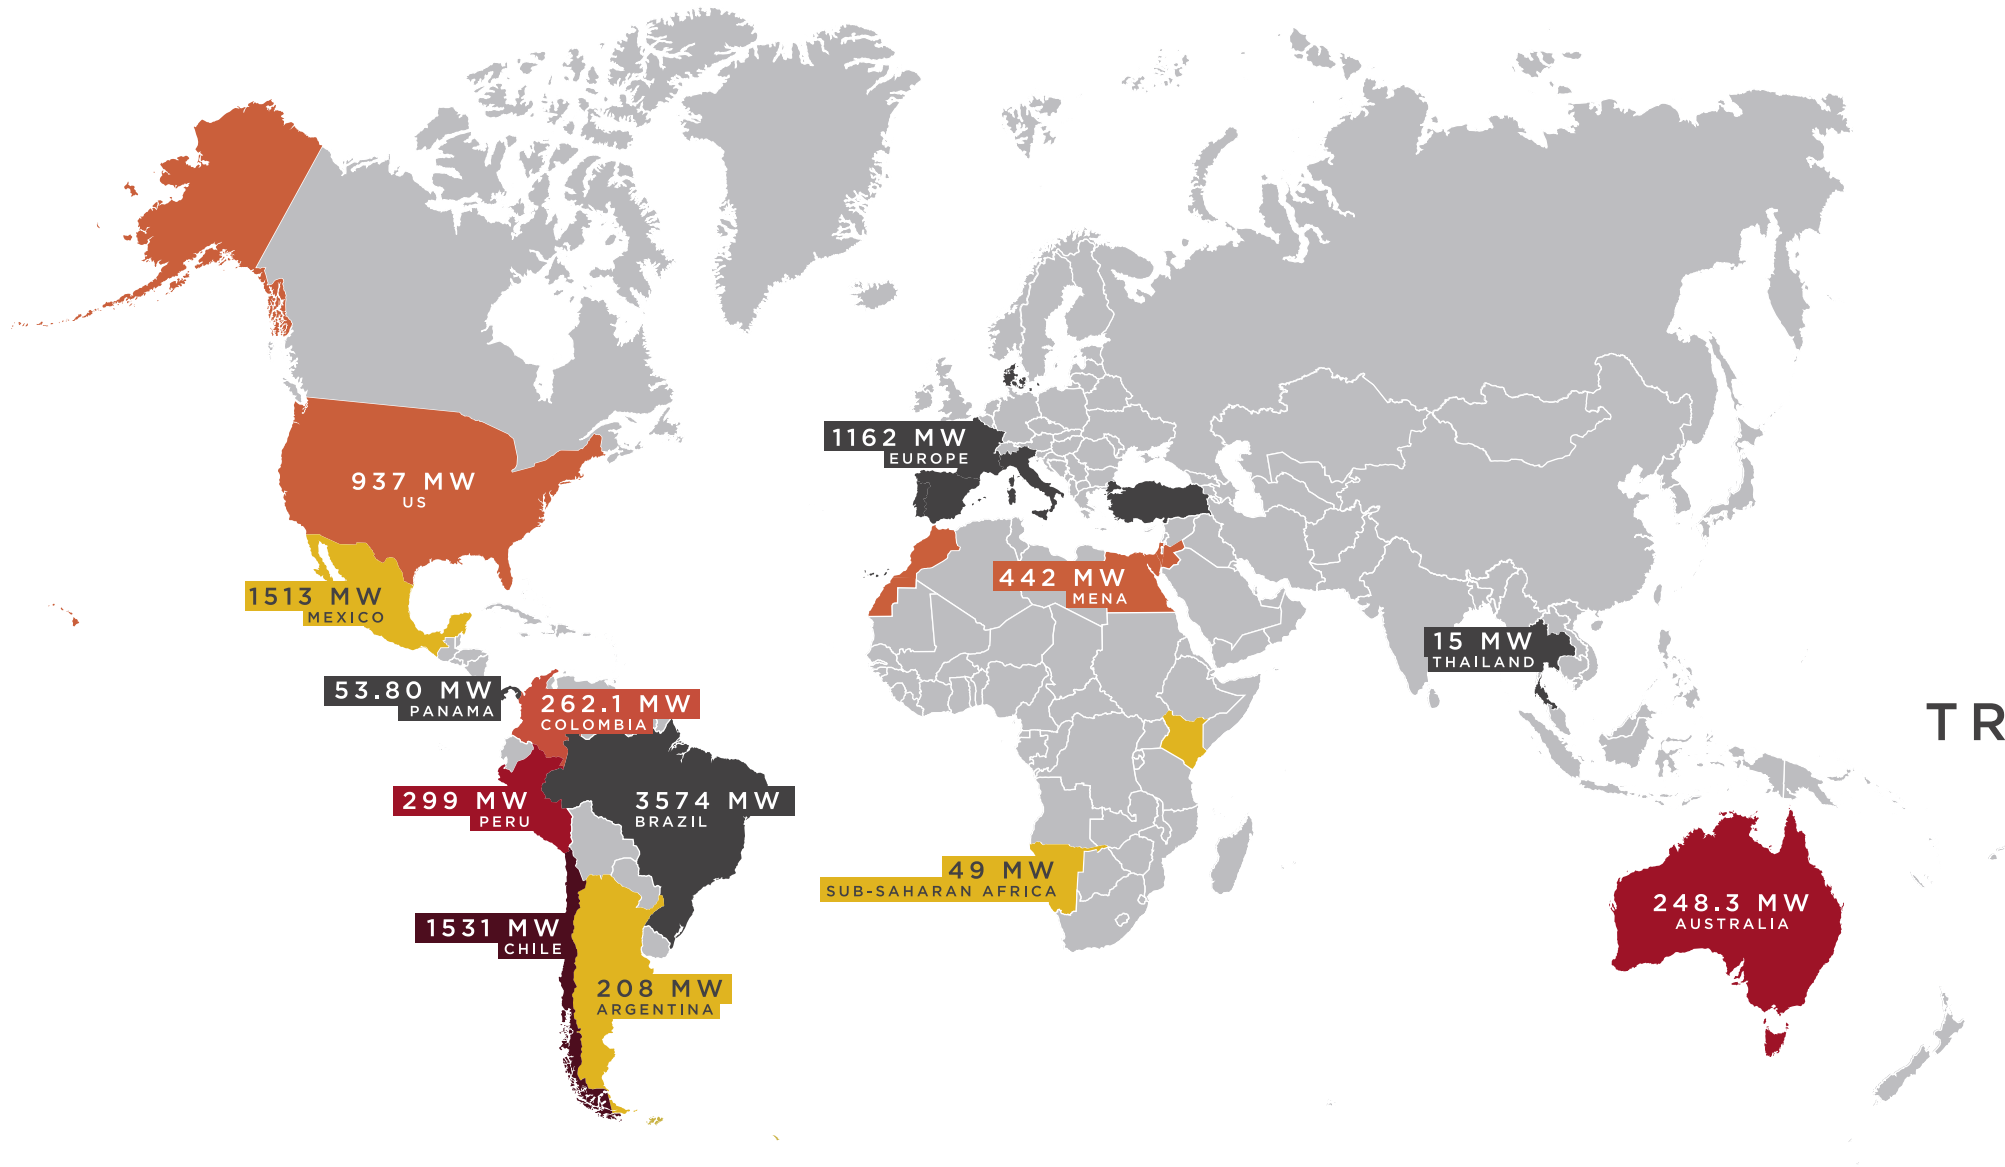 1162 MW
EUROPE
937 MW
US
442 MW
MENA
1513 MW
MEXICO
15 MW
THAILAND
53.80 MW
PANAMA
262.1 MW
COLOMBIA
TR
299 MW
PERU
3574 MW
BRAZIL
49 MW
SUB-SAHARAN AFRICA
248.3 MW
AUSTRALIA
1531 MW
CHILE
208 MW
ARGENTINA